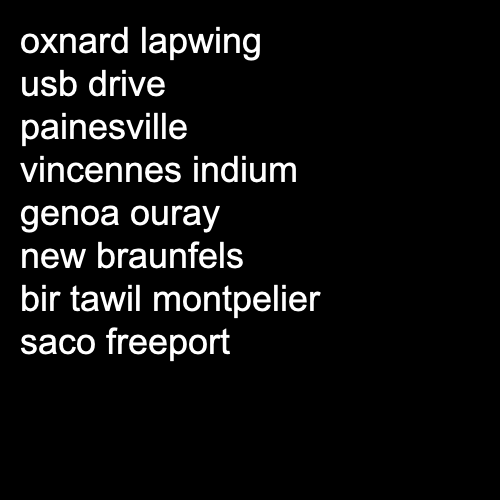 oxnard lapwing
usb drive
painesville
vincennes indium
genoa ouray
new braunfels
bir tawil montpelier
saco freeport